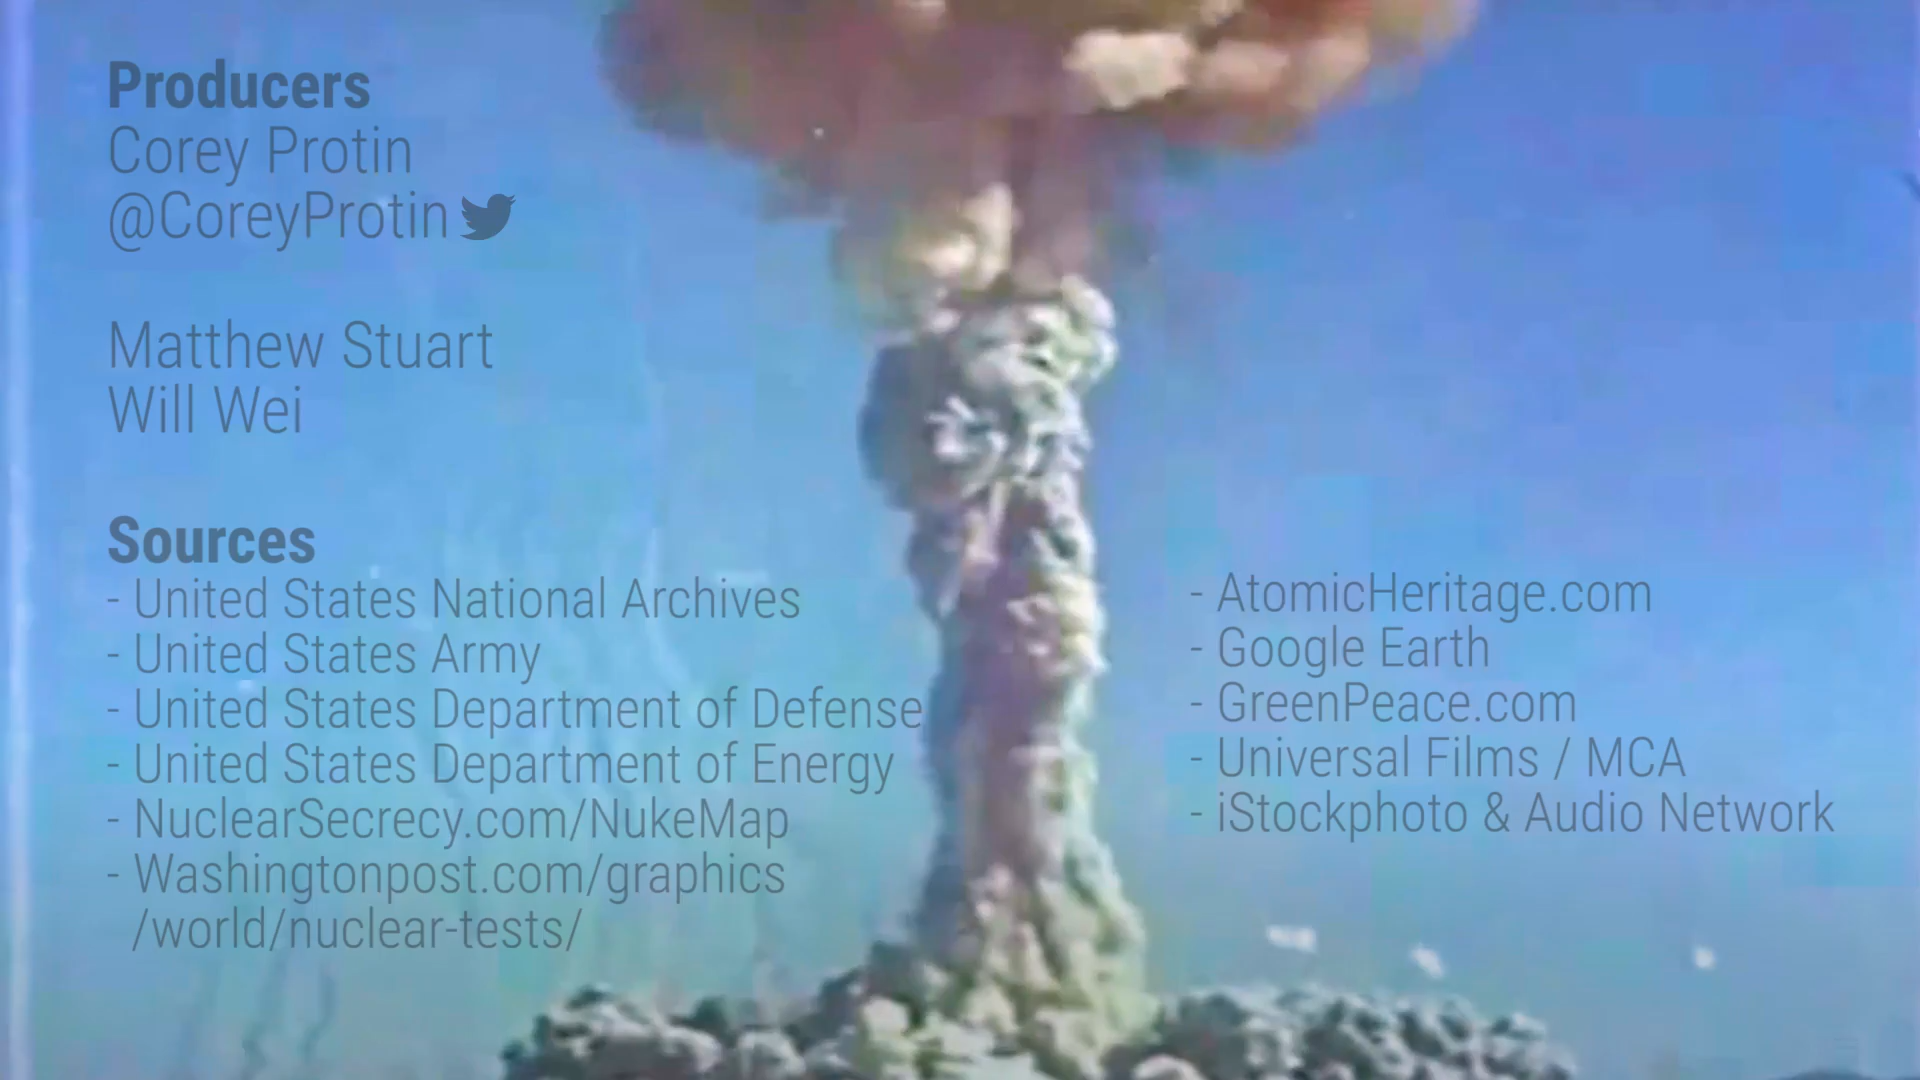 Producers
Corey Protin
@CoreyProtin
Matthew Stuart
Will Wei
Sources
- United States National Archives
- United States Army
- United States Department of Defense
- United States Department of Energy
- NuclearSecrecy.com/NukeMap
- Washingtonpost.com/graphics
/world/nuclear-tests/
- AtomicHeritage.com
- Google Earth
- GreenPeace.com
- Universal Films / MCA
- iStockphoto & Audio Network